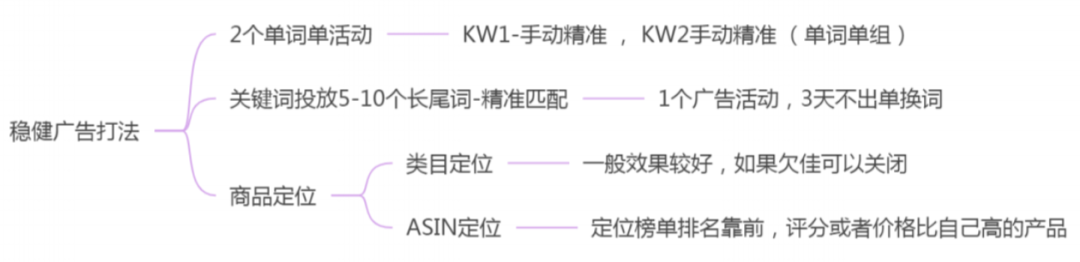 稳健广告打法
2个单词单活动
KW1-手动精准 ，KW2手动精准 （单词单组）
关键词投放5-10个长尾词-精准匹配
1个广告活动，3天不出单换词
商品定位
类目定位
一般效果较好，如果欠佳可以关闭
ASIN定位
定位榜单排名靠前，评分或者价格比自己高的产品